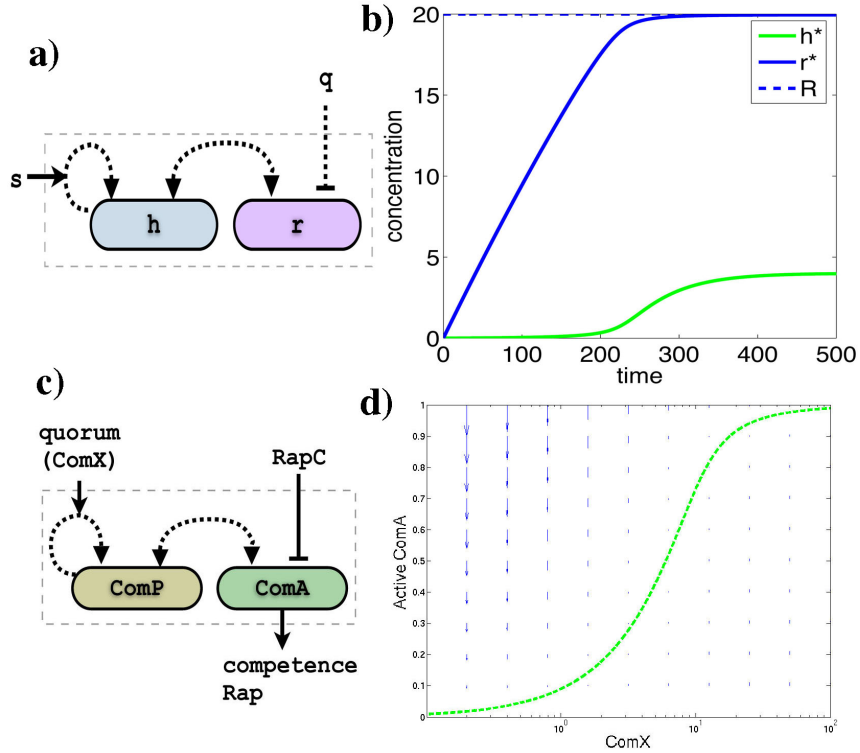 a)
q
s
h
r
b)
20
15
10
5
0
concentration
h*
r*
R
0 100 200 300 400 500
time
c)
quorum
(ComX)
RapC
ComP
ComA
competence
Rap
d)
1
0.9
0.8
0.7
0.6
0.5
0.4
0.3
0.2
0.1
0
Active ComA
10⁰ 10¹ 10²
ComX